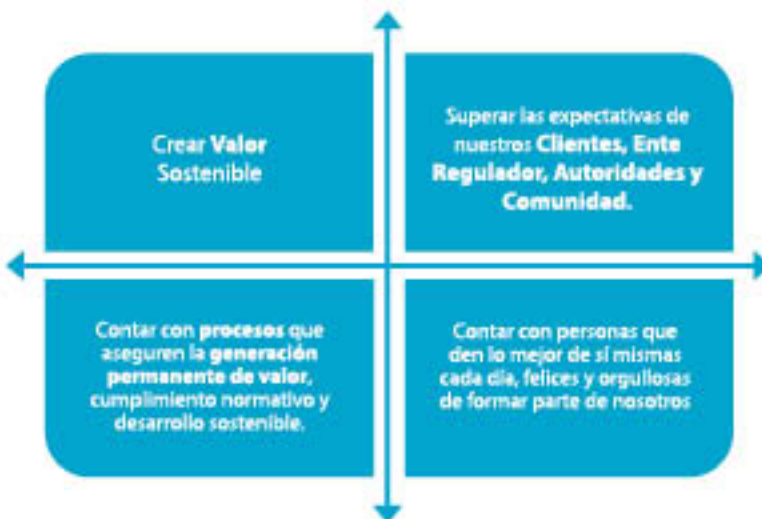 Crear Valor
Sostenible
Superar las expectativas de
nuestros Clientes, Ente
Regulador, Autoridades y
Comunidad.
Contar con procesos que
aseguren la generación
permanente de valor,
cumplimiento normativo y
desarrollo sostenible.
Contar con personas que
den lo mejor de sí mismas
cada día, felices y orgullosas
de formar parte de nosotros